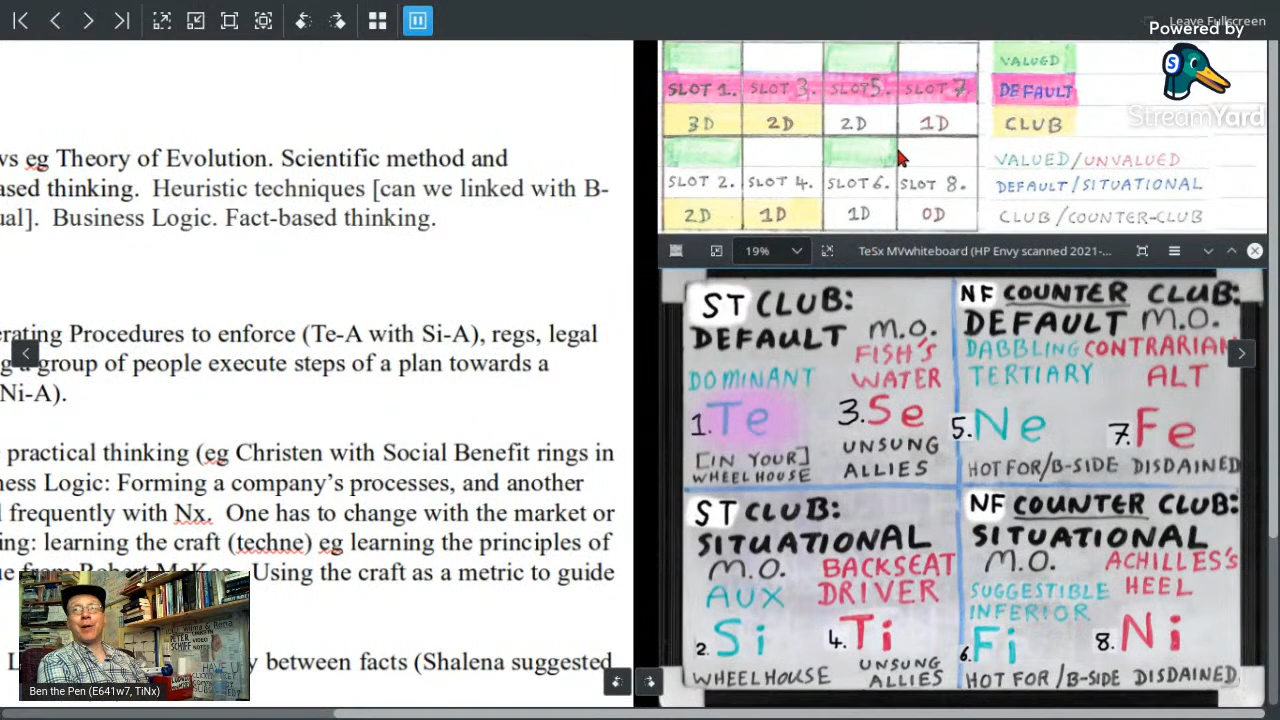 Leave Fullscreen
Powered by
StreamYard
vs eg Theory of Evolution. Scientific method and
ased thinking.  Heuristic techniques [can we linked with B-
ual].  Business Logic. Fact-based thinking.
erating Procedures to enforce (Te-A with Si-A), regs, legal
g a group of people execute steps of a plan towards a
Ni-A).
e practical thinking (eg Christen with Social Benefit rings in
ness Logic: Forming a company's processes, and another
d frequently with Nx.  One has to change with the market or
ing: learning the craft (techne) eg learning the principles of
ue from Robert McKee.  Using the craft as a metric to guide
y between facts (Shalena suggested
Ben the Pen (E641w7, TiNx)
VALUED
SLOT 1. SLOT 3. SLOT 5. SLOT 7 DEFAULT
3D 2D 2D 1D CLUB
VALUED/UNVALUED
SLOT 2. SLOT 4. SLOT 6. SLOT 8. DEFAULT/SITUATIONAL
2D 1D 1D 0D CLUB/COUNTER-CLUB
19% TeSx MVwhiteboard (HP Envy scanned 2021-...
ST CLUB:
DEFAULT M.O.
FISH'S
DOMINANT WATER
1. Te 3. Se
[IN YOUR] UNSUNG
WHEELHOUSE ALLIES
NF COUNTER CLUB:
DEFAULT M.O.
DABBLING CONTRARIAN
TERTIARY ALT
5. Ne 7. Fe
HOT FOR/B-SIDE DISDAINED
ST CLUB:
SITUATIONAL
M.O. BACKSEAT
AUX DRIVER
2. Si 4. Ti
WHEELHOUSE UNSUNG
ALLIES
NF COUNTER CLUB:
SITUATIONAL
M.O. ACHILLES'S
SUGGESTIBLE HEEL
INFERIOR
6. Fi 8. Ni
HOT FOR/B-SIDE DISDAINED